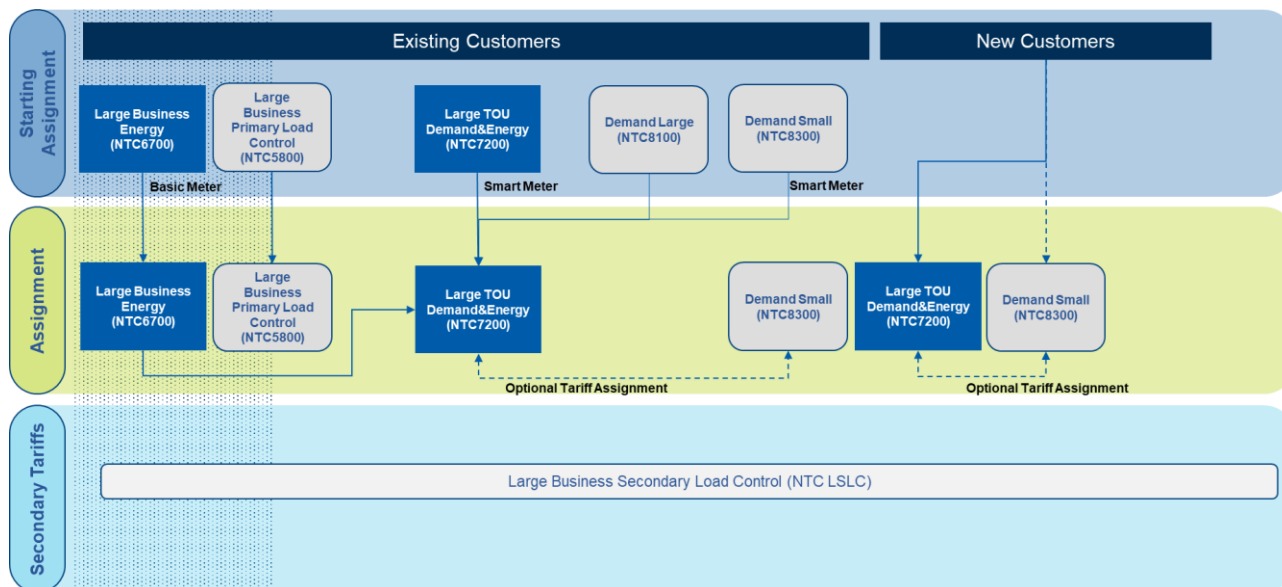 Existing Customers
New Customers
Starting
Assignment
Large Business
Energy
(NTC6700)
Large
Business
Primary Load
Control
(NTC5800)
Large TOU
Demand&Energy
(NTC7200)
Demand Large
(NTC8100)
Demand Small
(NTC8300)
Basic Meter
Smart Meter
Smart Meter
Assignment
Large Business
Energy
(NTC6700)
Large
Business
Primary Load
Control
(NTC5800)
Large TOU
Demand&Energy
(NTC7200)
Demand Small
(NTC8300)
Large TOU
Demand&Energy
(NTC7200)
Demand Small
(NTC8300)
Optional Tariff Assignment
Optional Tariff Assignment
Secondary Tariffs
Large Business Secondary Load Control (NTC LSLC)